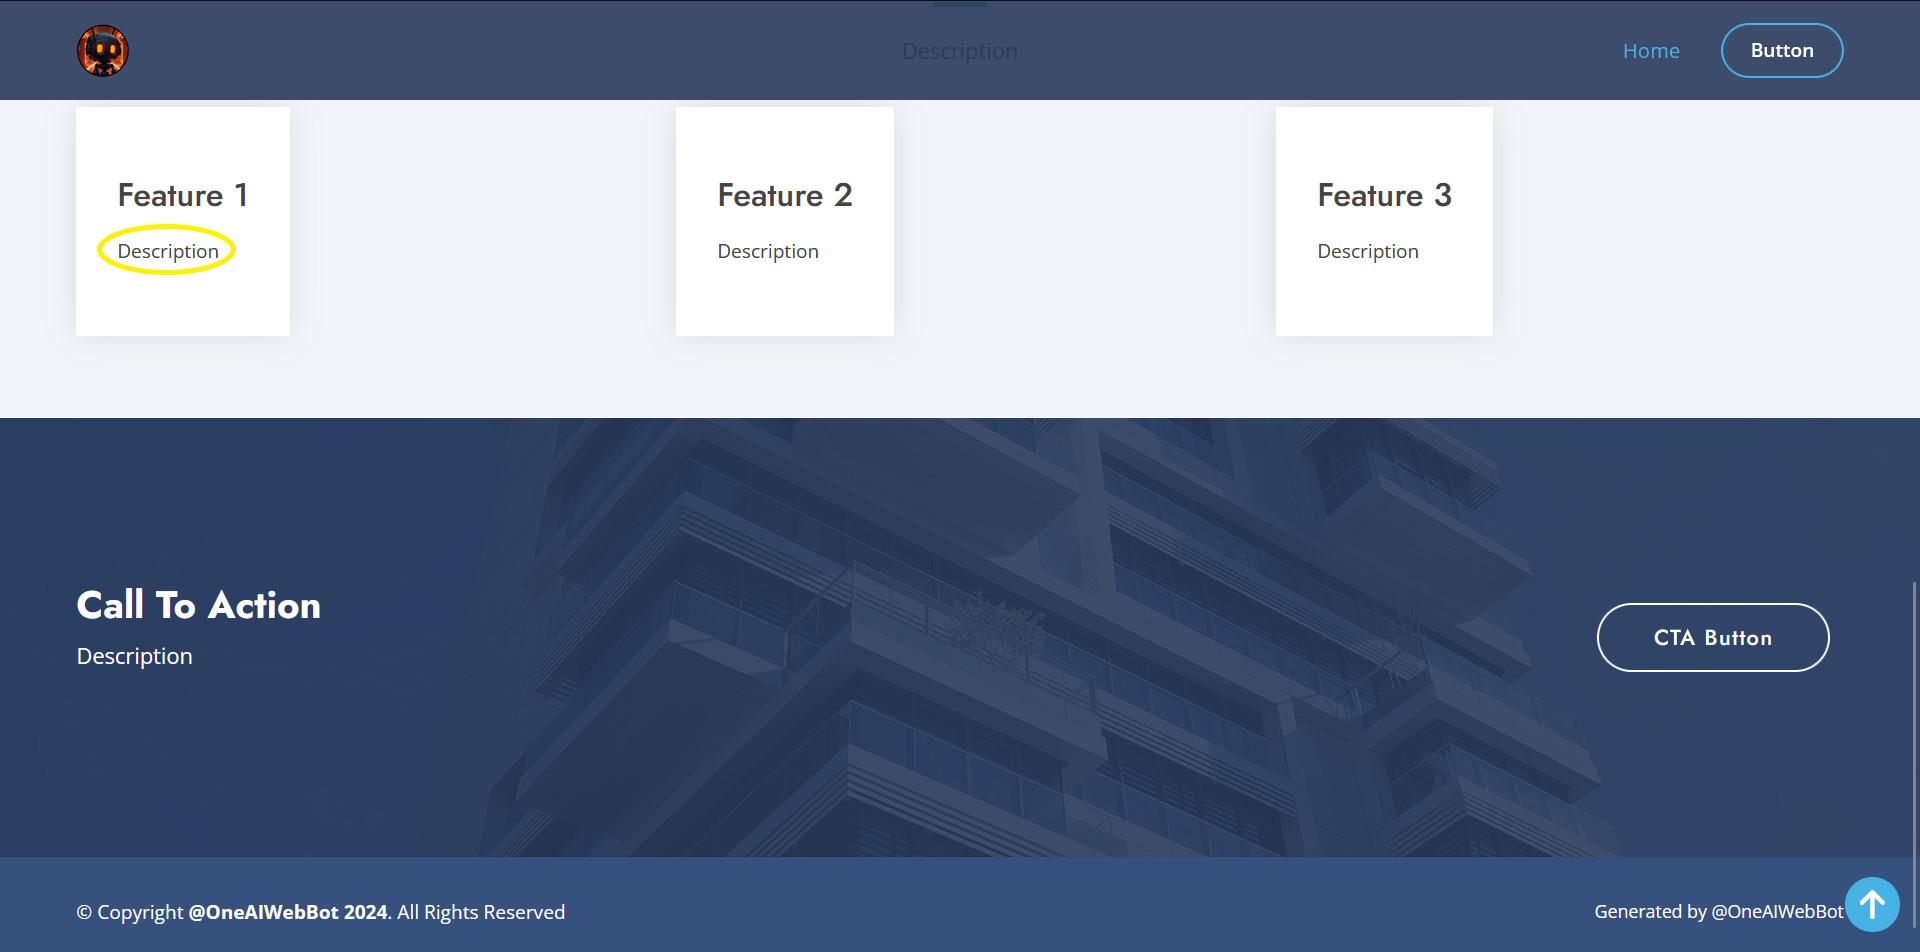 Description
Home
Button
Feature 1
Description
Feature 2
Description
Feature 3
Description
Call To Action
Description
CTA Button
© Copyright @OneAIWebBot 2024. All Rights Reserved
Generated by @OneAIWebBot